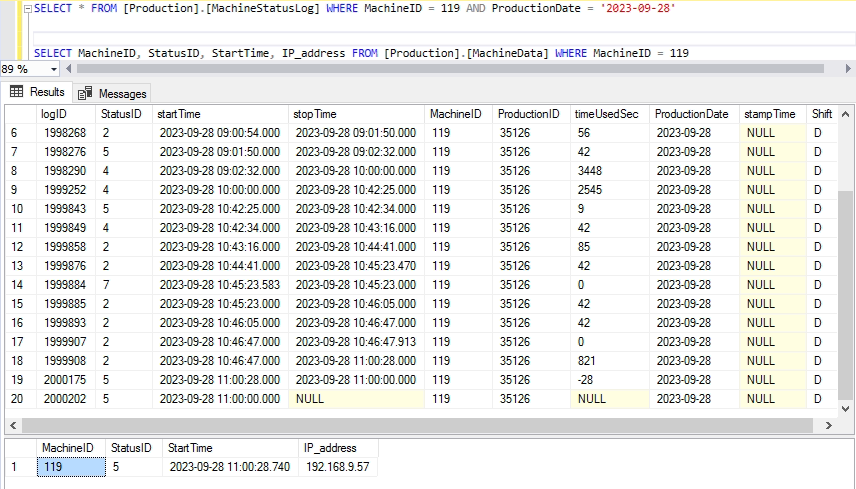 SELECT * FROM [Production].[MachineStatusLog] WHERE MachineID = 119 AND ProductionDate = '2023-09-28'
SELECT MachineID, StatusID, StartTime, IP_address FROM [Production].[MachineData] WHERE MachineID = 119
89 %
Results Messages
logID StatusID startTime stopTime MachineID ProductionID timeUsedSec ProductionDate stampTime Shift
6 1998268 2 2023-09-28 09:00:54.000 2023-09-28 09:01:50.000 119 35126 56 2023-09-28 NULL D
7 1998276 5 2023-09-28 09:01:50.000 2023-09-28 09:02:32.000 119 35126 42 2023-09-28 NULL D
8 1998290 4 2023-09-28 09:02:32.000 2023-09-28 10:00:00.000 119 35126 3448 2023-09-28 NULL D
9 1999252 4 2023-09-28 10:00:00.000 2023-09-28 10:42:25.000 119 35126 2545 2023-09-28 NULL D
10 1999843 5 2023-09-28 10:42:25.000 2023-09-28 10:42:34.000 119 35126 9 2023-09-28 NULL D
11 1999849 4 2023-09-28 10:42:34.000 2023-09-28 10:43:16.000 119 35126 42 2023-09-28 NULL D
12 1999858 2 2023-09-28 10:43:16.000 2023-09-28 10:44:41.000 119 35126 85 2023-09-28 NULL D
13 1999876 2 2023-09-28 10:44:41.000 2023-09-28 10:45:23.470 119 35126 42 2023-09-28 NULL D
14 1999884 7 2023-09-28 10:45:23.583 2023-09-28 10:45:23.000 119 35126 0 2023-09-28 NULL D
15 1999885 2 2023-09-28 10:45:23.000 2023-09-28 10:46:05.000 119 35126 42 2023-09-28 NULL D
16 1999893 2 2023-09-28 10:46:05.000 2023-09-28 10:46:47.000 119 35126 42 2023-09-28 NULL D
17 1999907 2 2023-09-28 10:46:47.000 2023-09-28 10:46:47.913 119 35126 0 2023-09-28 NULL D
18 1999908 2 2023-09-28 10:46:47.000 2023-09-28 11:00:28.000 119 35126 821 2023-09-28 NULL D
19 2000175 5 2023-09-28 11:00:28.000 2023-09-28 11:00:00.000 119 35126 -28 2023-09-28 NULL D
20 2000202 5 2023-09-28 11:00:00.000 NULL 119 35126 NULL 2023-09-28 NULL D
MachineID StatusID StartTime IP_address
1 119 5 2023-09-28 11:00:28.740 192.168.9.57